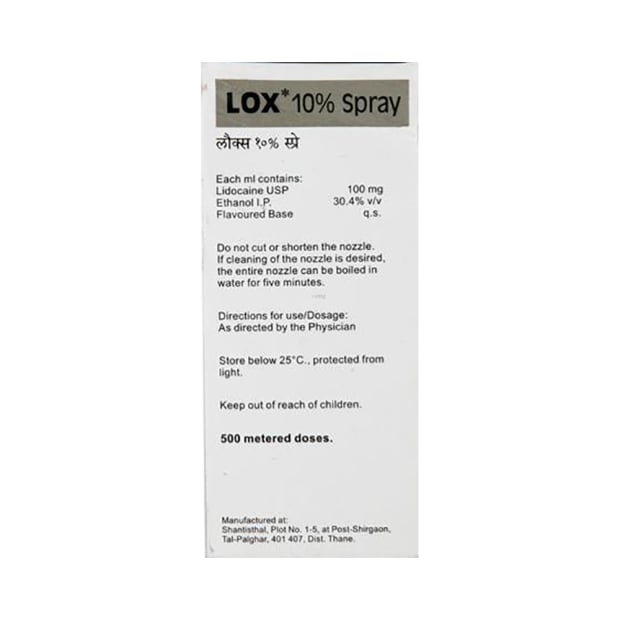 LOX* 10% Spray
लौक्स १०% स्प्रे
Each ml contains:
Lidocaine USP 100 mg
Ethanol I.P. 30.4% v/v
Flavoured Base q.s.
Do not cut or shorten the nozzle.
If cleaning of the nozzle is desired,
the entire nozzle can be boiled in
water for five minutes.
Directions for use/Dosage:
As directed by the Physician
Store below 25°C., protected from
light.
Keep out of reach of children.
500 metered doses.
Manufactured at:
Shantisthal, Plot No. 1-5, at Post-Shirgaon,
Tal-Palghar, 401 407, Dist. Thane.